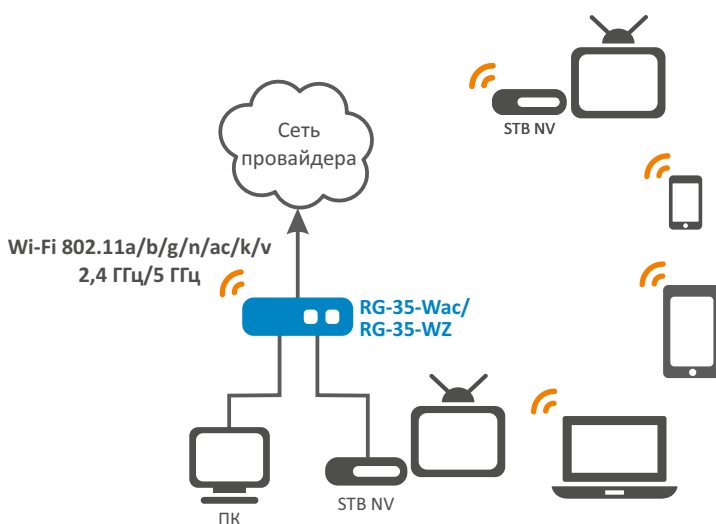 STB NV
Сеть
провайдера
Wi-Fi 802.11a/b/g/n/ac/k/v
2,4 ГГц/5 ГГц
RG-35-Wac/
RG-35-WZ
STB NV
ПК